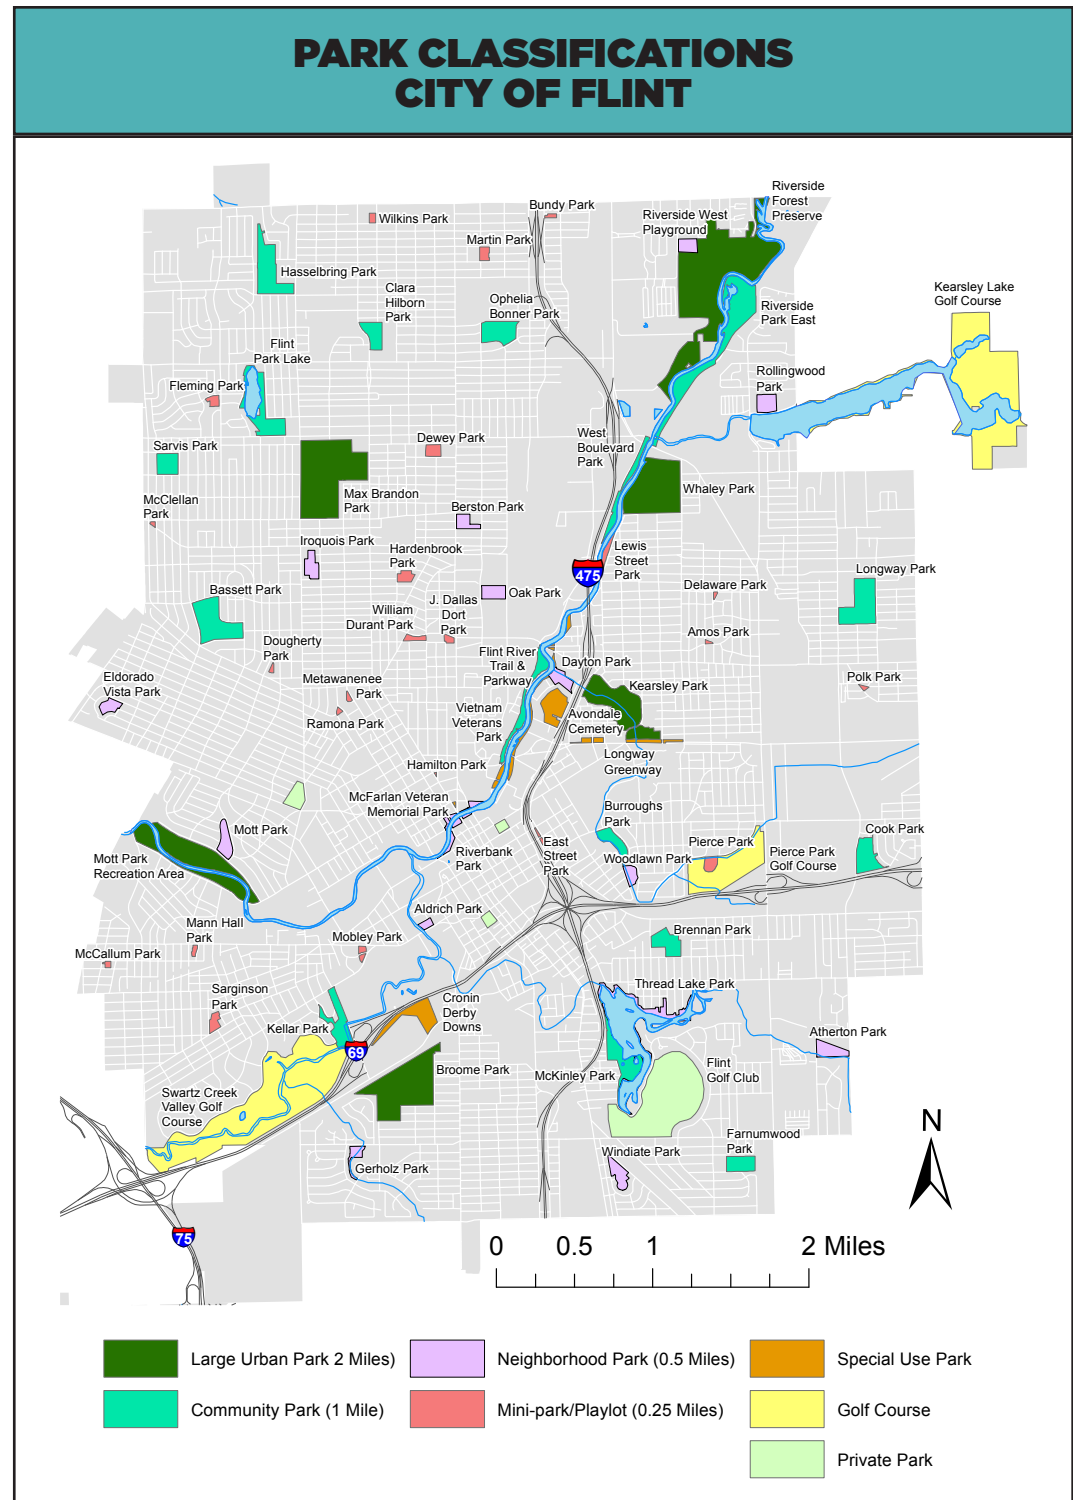 PARK CLASSIFICATIONS
CITY OF FLINT
Riverside
Forest
Preserve
Bundy Park
Wilkins Park
Riverside West
Playground
Martin Park
Hasselbring Park
Clara
Hilborn
Park
Ophelia
Bonner Park
Kearsley Lake
Golf Course
Riverside
Park East
Flint
Park Lake
Fleming Park
Rollingwood
Park
Sarvis Park
Dewey Park
West
Boulevard
Park
Max Brandon
Park
Whaley Park
McClellan
Park
Berston Park
Iroquois Park
Hardenbrook
Park
Lewis
Street
Park
475
Longway Park
Bassett Park
Oak Park
Delaware Park
William
Durant Park
J. Dallas
Dort
Park
Amos Park
Dougherty
Park
Flint River
Trail &
Parkway
Dayton Park
Eldorado
Vista Park
Metawanenee
Park
Kearsley Park
Polk Park
Ramona Park
Vietnam
Veterans
Park
Avondale
Cemetery
Hamilton Park
Longway
Greenway
McFarlan Veteran
Memorial Park
Burroughs
Park
Mott Park
Riverbank
Park
East
Street
Park
Woodlawn Park
Pierce Park
Pierce Park
Golf Course
Cook Park
Mott Park
Recreation Area
Aldrich Park
Mann Hall
Park
Mobley Park
Brennan Park
McCallum Park
Sarginson
Park
Kellar Park
Cronin
Derby
Downs
Thread Lake Park
Atherton Park
69
Broome Park
McKinley Park
Flint
Golf Club
Swartz Creek
Valley Golf
Course
Farnumwood
Park
Windiate Park
Gerholz Park
N
75
0 0.5 1 2 Miles
Large Urban Park 2 Miles)
Neighborhood Park (0.5 Miles)
Special Use Park
Community Park (1 Mile)
Mini-park/Playlot (0.25 Miles)
Golf Course
Private Park